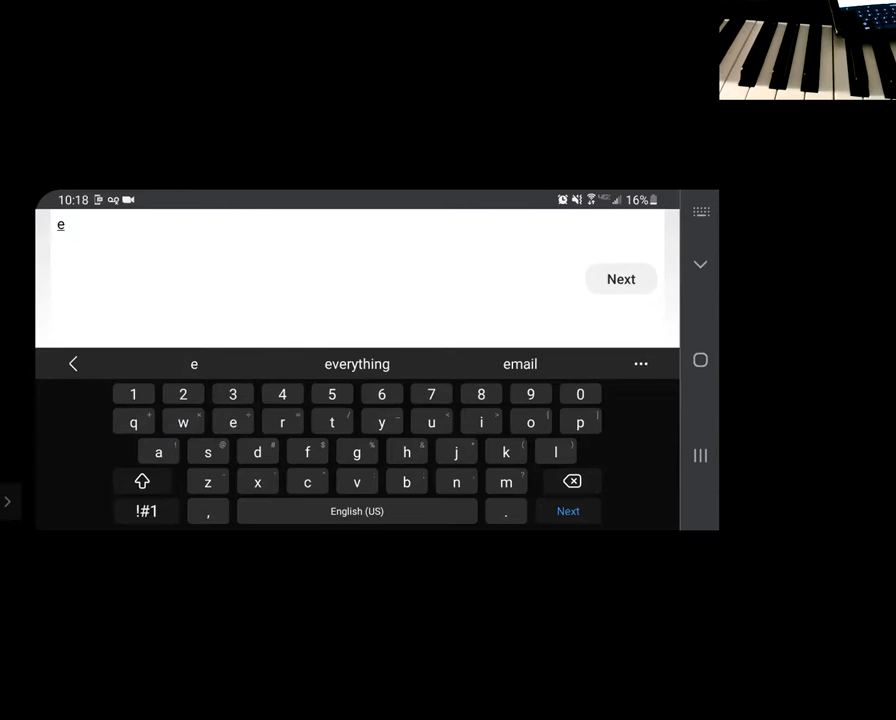 10:18 16%
e
Next
e everything email ...
1 2 3 4 5 6 7 8 9 0
q w e r t y u i o p
a s d f g h j k l
z x c v b n m
!#1 , English (US) . Next